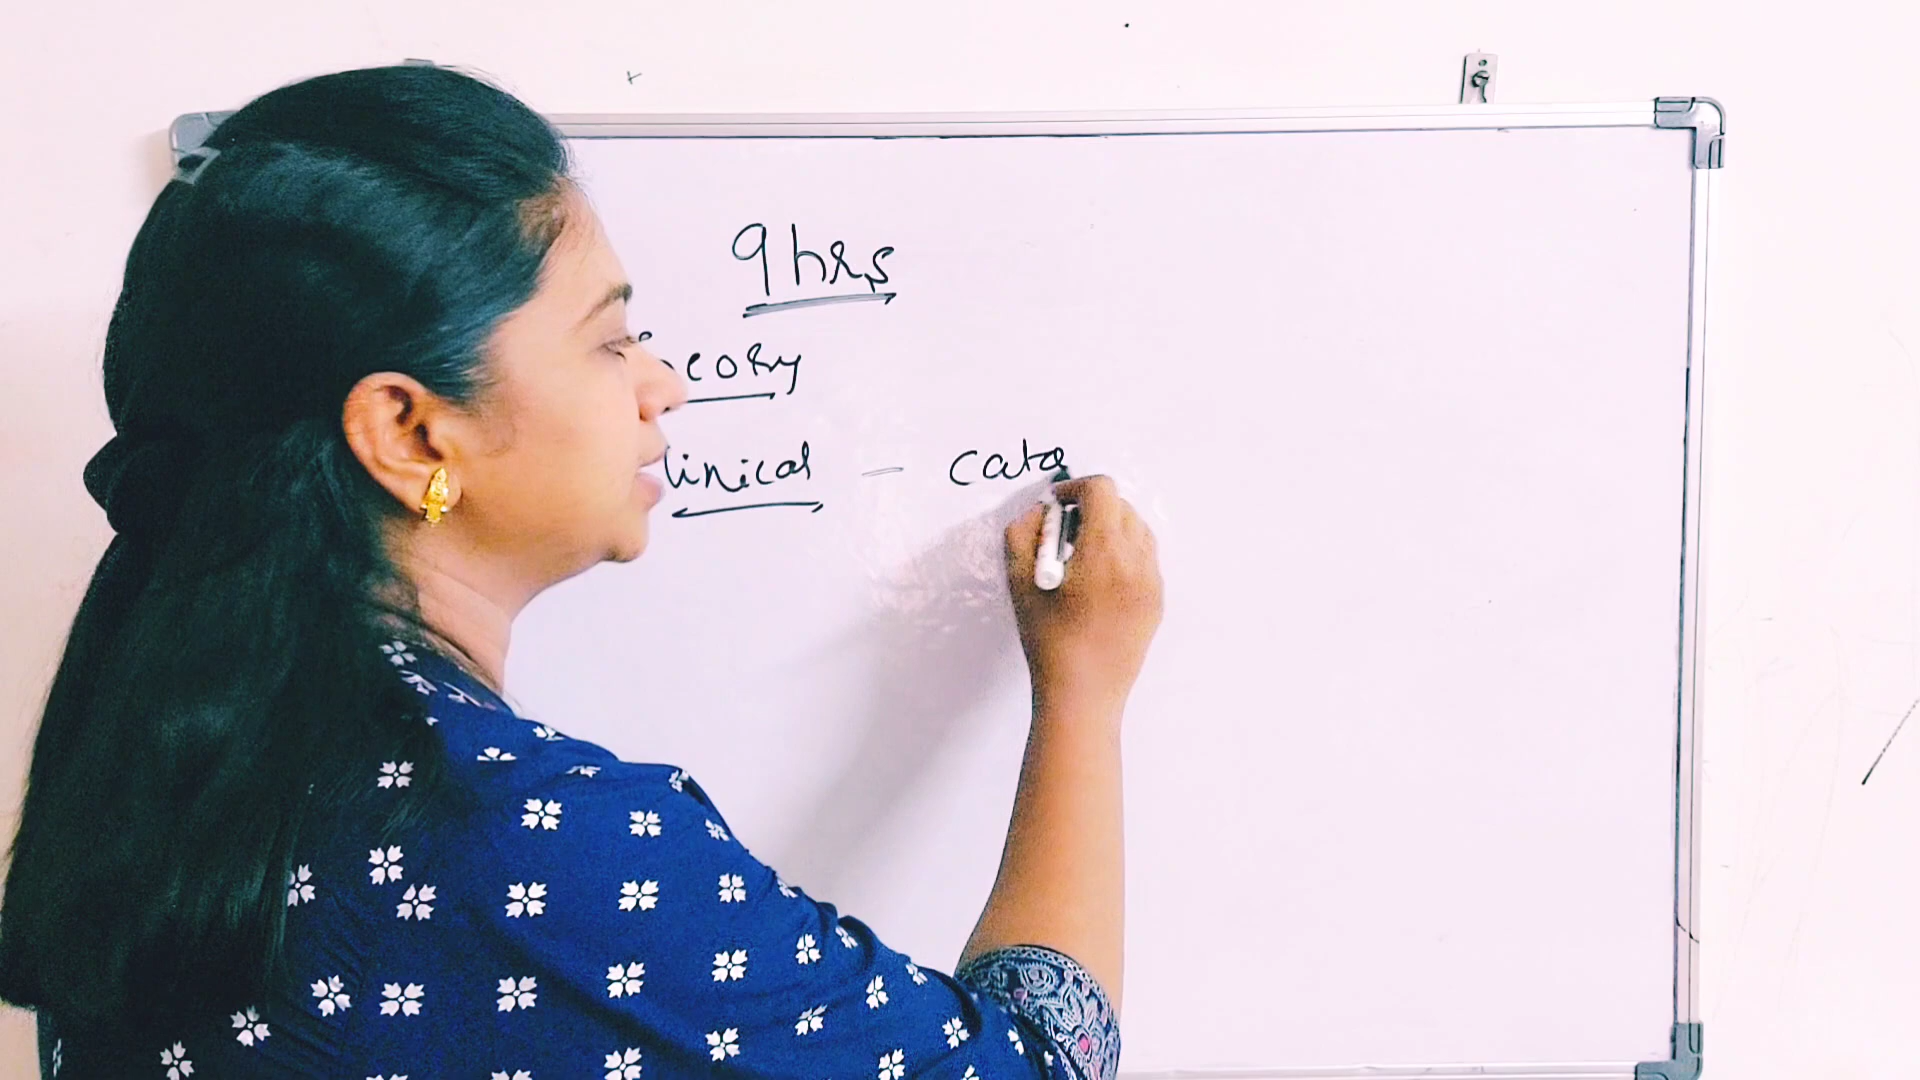 9 hrs
eory
linical - cata